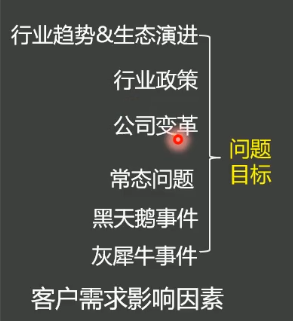 行业趋势&生态演进
行业政策
公司变革
常态问题
黑天鹅事件
灰犀牛事件
问题
目标
客户需求影响因素